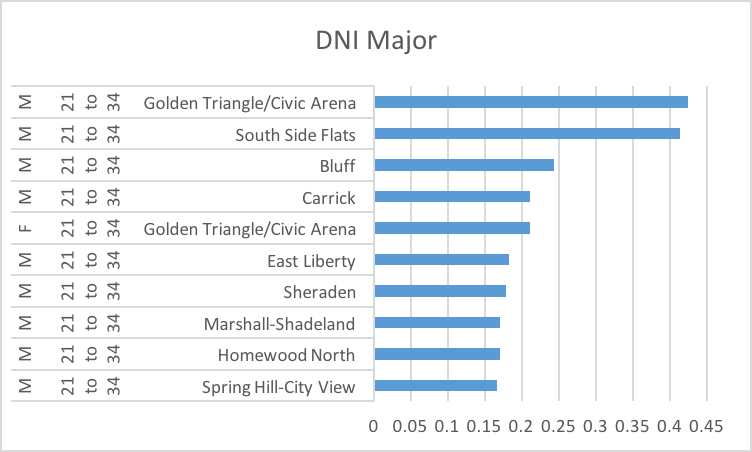 DNI Major
M 21 to 34 Golden Triangle/Civic Arena
M 21 to 34 South Side Flats
M 21 to 34 Bluff
M 21 to 34 Carrick
F 21 to 34 Golden Triangle/Civic Arena
M 21 to 34 East Liberty
M 21 to 34 Sheraden
M 21 to 34 Marshall-Shadeland
M 21 to 34 Homewood North
M 21 to 34 Spring Hill-City View
0 0.05 0.1 0.15 0.2 0.25 0.3 0.35 0.4 0.45